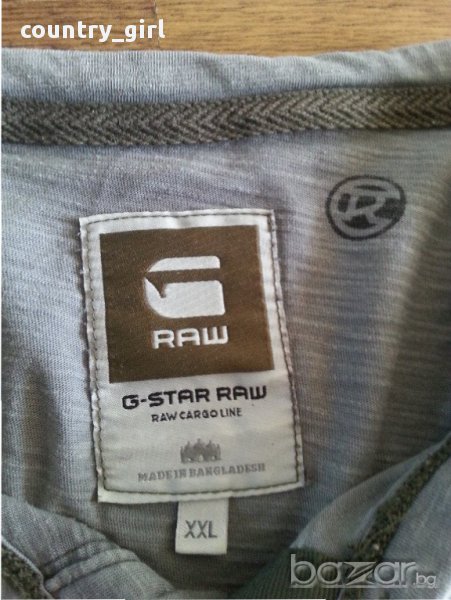 country_girl
R
G
RAW
G-STAR RAW
RAW CARGO LINE
MADE IN BANGLADESH
XXL
bazar.bg